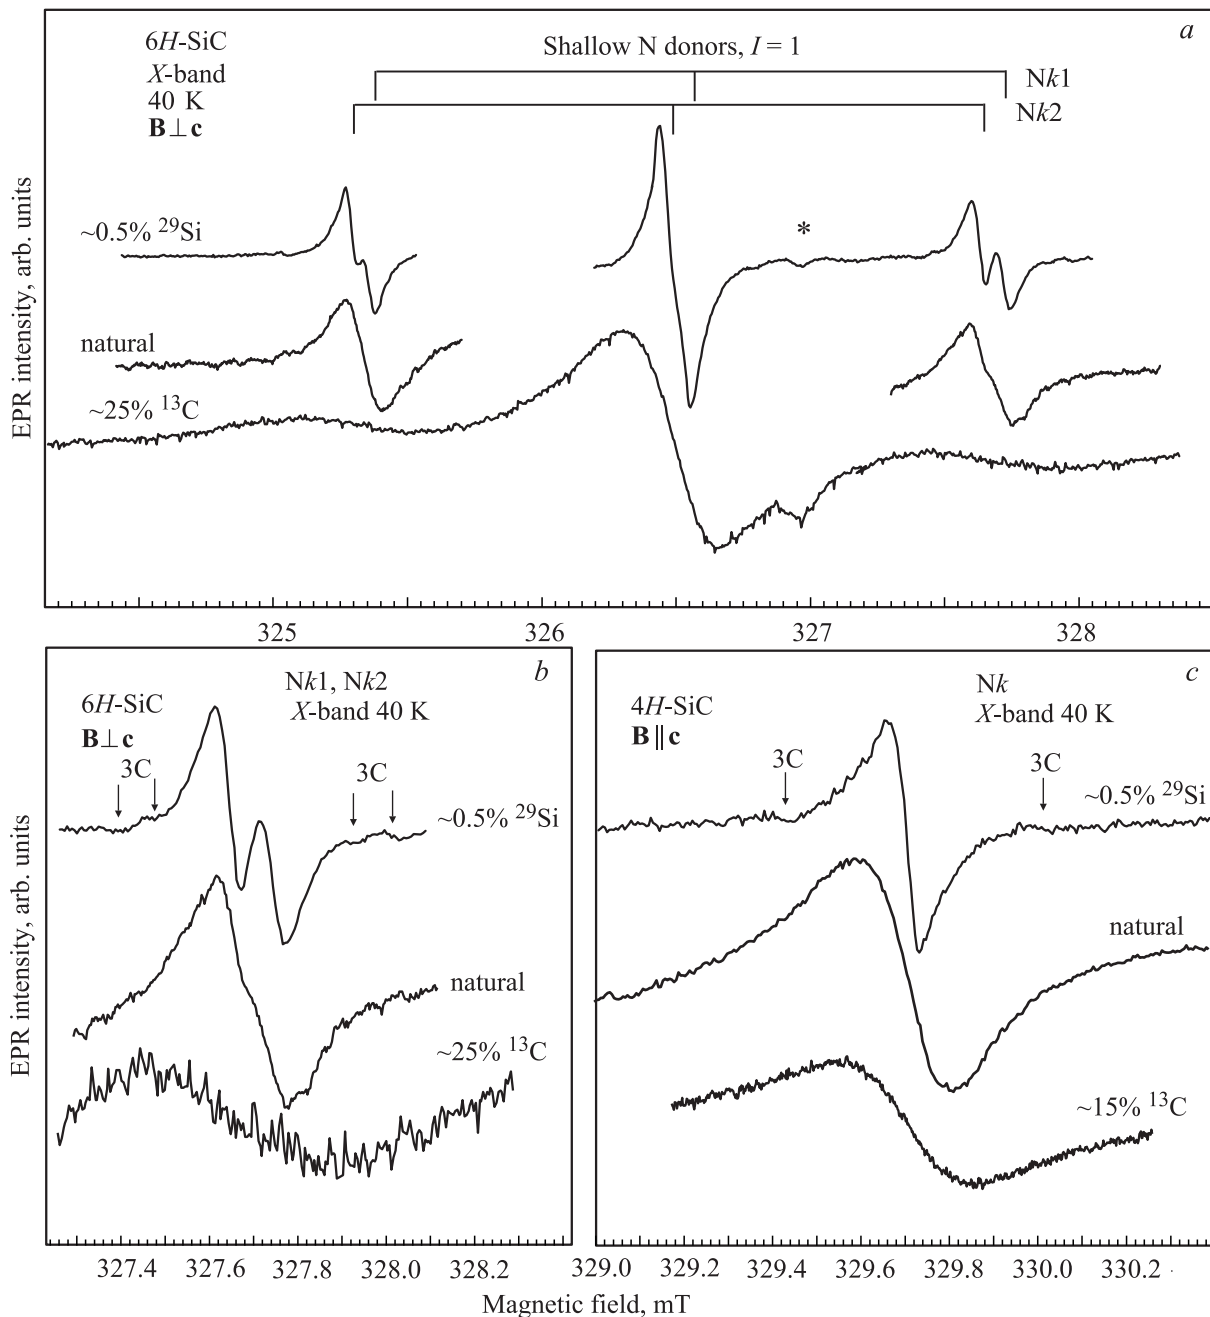 a
6H-SiC
X-band
40 K
B⊥c
Shallow N donors, I = 1
Nk1
Nk2
~0.5% ²⁹Si
*
natural
~25% ¹³C
EPR intensity, arb. units
325 326 327 328
b
Nk1, Nk2
X-band 40 K
6H-SiC
B⊥c
3C 3C
~0.5% ²⁹Si
natural
~25% ¹³C
EPR intensity, arb. units
327.4 327.6 327.8 328.0 328.2
c
Nk
X-band 40 K
4H-SiC
B||c
3C 3C
~0.5% ²⁹Si
natural
~15% ¹³C
329.0 329.2 329.4 329.6 329.8 330.0 330.2
Magnetic field, mT